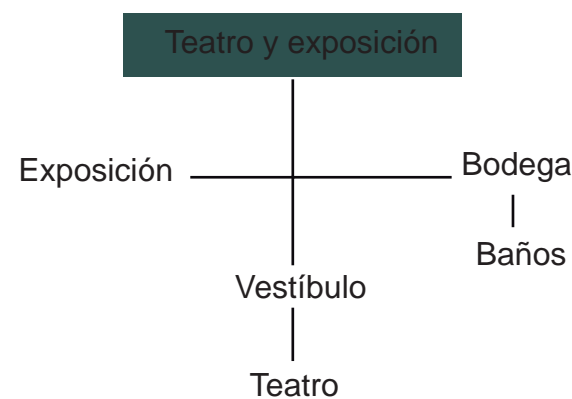 Teatro y exposición
Exposición
Bodega
Baños
Vestíbulo
Teatro